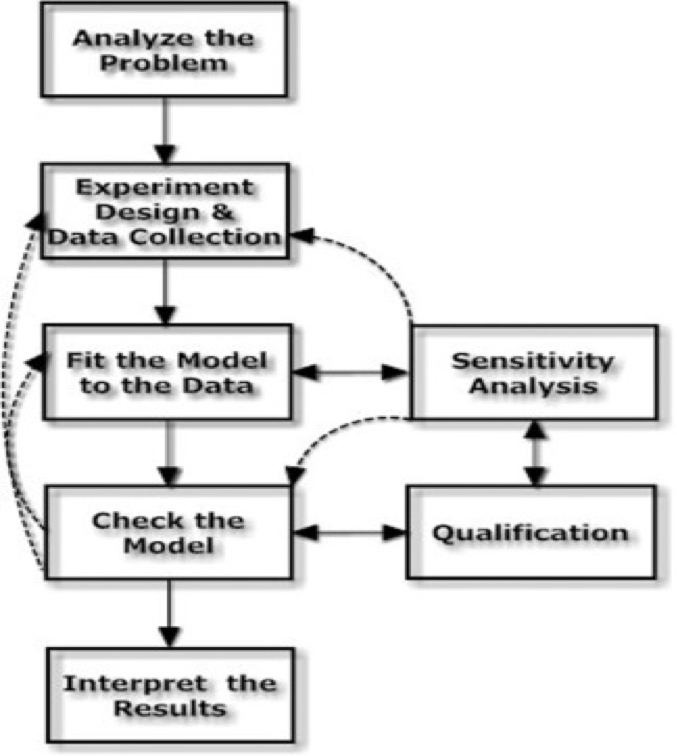 Analyze the
Problem
Experiment
Design &
Data Collection
Fit the Model
to the Data
Sensitivity
Analysis
Check the
Model
Qualification
Interpret the
Results